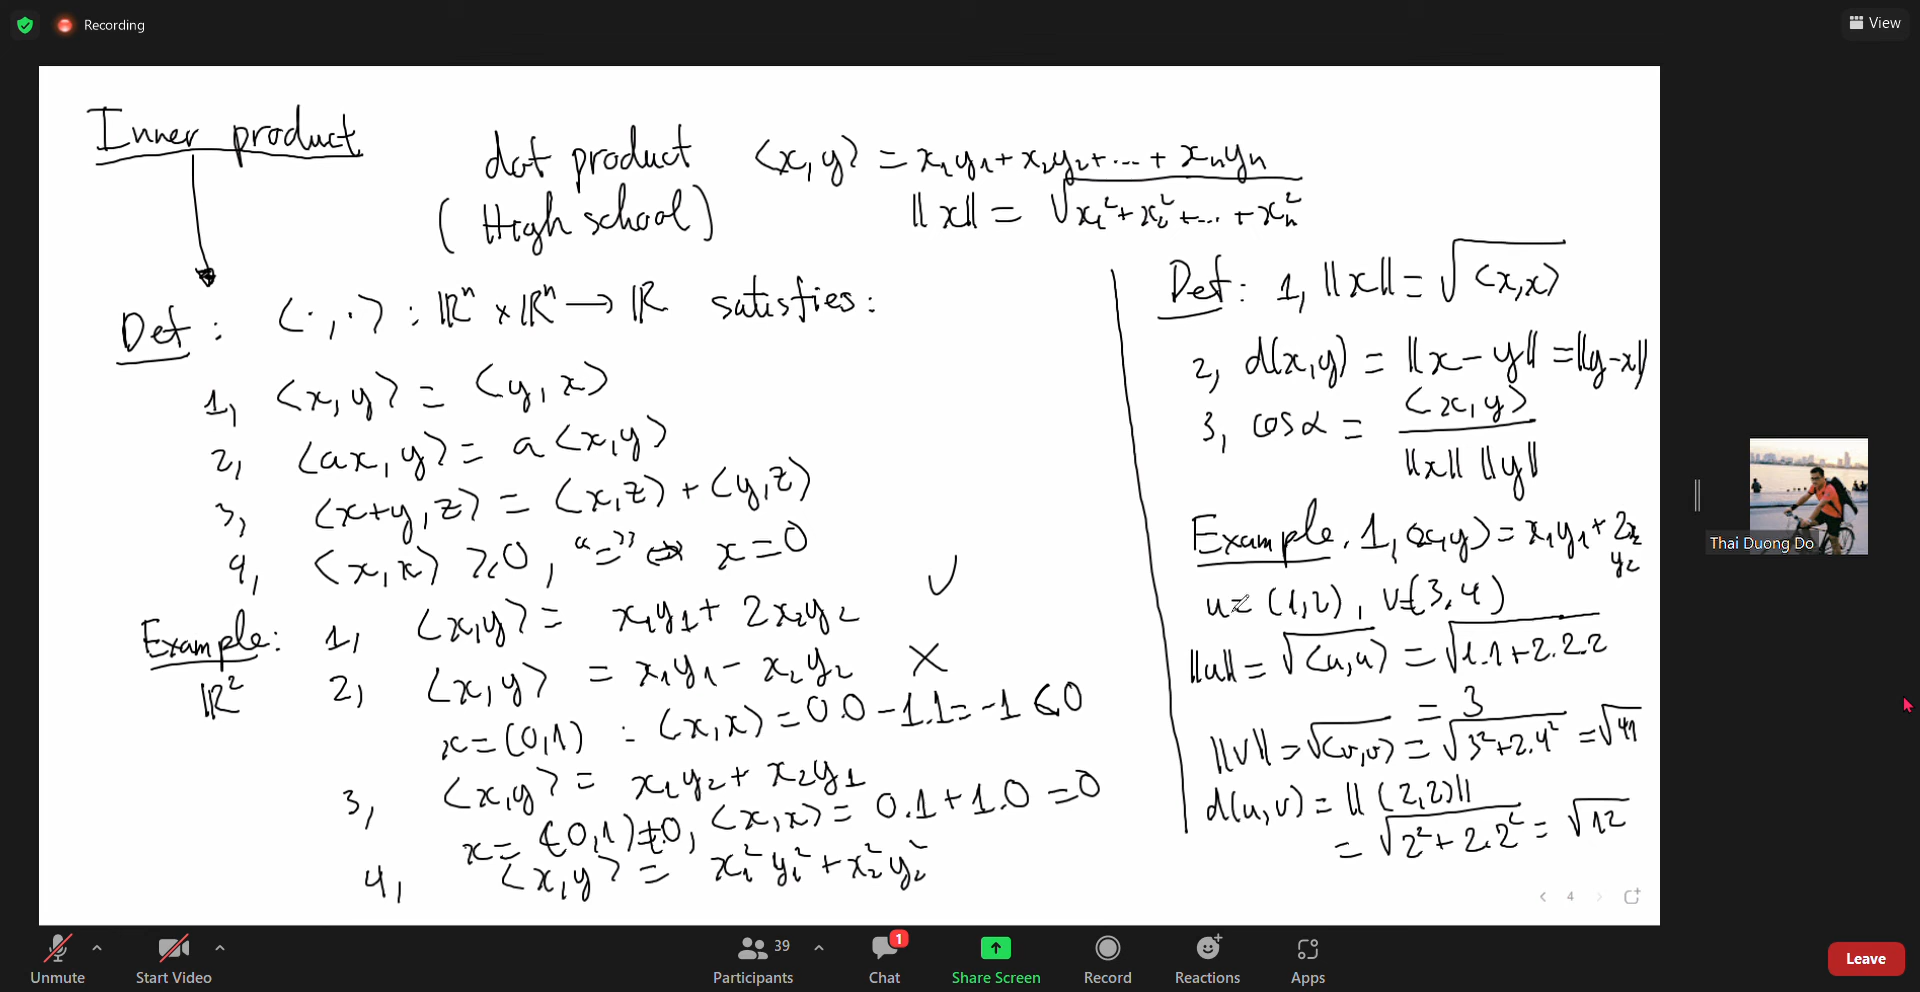 Recording
View
Inner product
dot product <x,y> = x₁y₁ + x₂y₂ + ... + xₙyₙ
(High school) ||x|| = √(x₁² + x₂² + ... + xₙ²)
Def: <·,·> : ℝⁿ × ℝⁿ → ℝ satisfies:
1, <x,y> = <y,x>
2, <ax,y> = a<x,y>
3, <x+y,z> = <x,z> + <y,z>
4, <x,x> ≥ 0, "=" ⇔ x = 0
Example: 1, <x,y> = x₁y₁ + 2x₂y₂ ✓
ℝ² 2, <x,y> = x₁y₁ - x₂y₂ ×
x = (0,1) : <x,x> = 0.0 - 1.1 = -1 < 0
3, <x,y> = x₁y₂ + x₂y₁
x = (0,1) ≠ 0, <x,x> = 0.1 + 1.0 = 0
4, <x,y> = x₁²y₁² + x₂²y₂²
Def: 1, ||x|| = √<x,x>
2, d(x,y) = ||x-y|| = ||y-x||
3, cos α = <x,y> / ||x|| ||y||
Example. 1, <x,y> = x₁y₁ + 2x₂
y₂
u = (1,2), v = (3,4)
||u|| = √<u,u> = √1.1+2.2.2
= 3
||v|| = √<v,v> = √3²+2.4² = √41
d(u,v) = ||(2,2)||
= √2²+2.2² = √12
4
Thai Duong Do
Unmute
Start Video
39
Participants
1
Chat
Share Screen
Record
Reactions
Apps
Leave